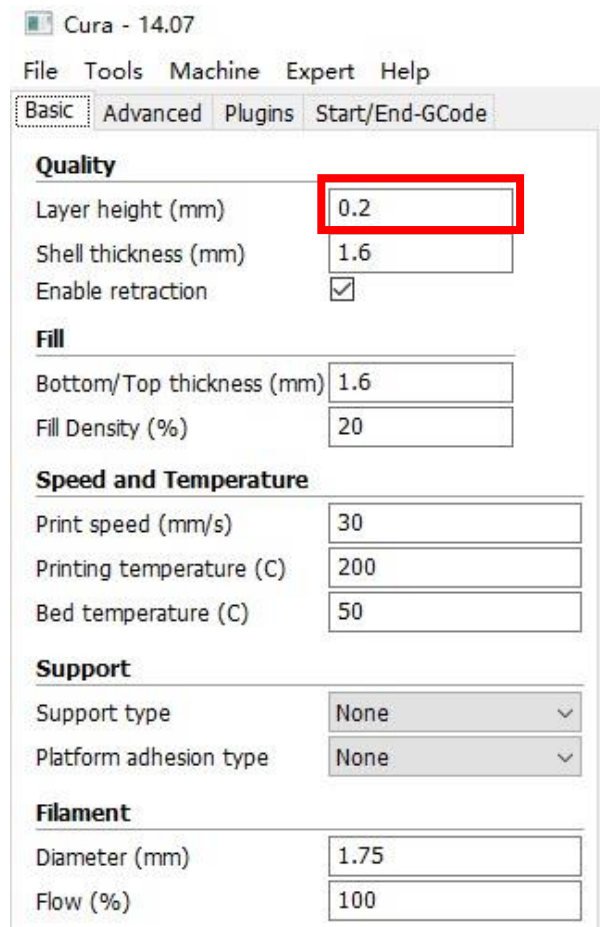 Cura - 14.07
File Tools Machine Expert Help
Basic Advanced Plugins Start/End-GCode
Quality
Layer height (mm) 0.2
Shell thickness (mm) 1.6
Enable retraction
Fill
Bottom/Top thickness (mm) 1.6
Fill Density (%) 20
Speed and Temperature
Print speed (mm/s) 30
Printing temperature (C) 200
Bed temperature (C) 50
Support
Support type None
Platform adhesion type None
Filament
Diameter (mm) 1.75
Flow (%) 100